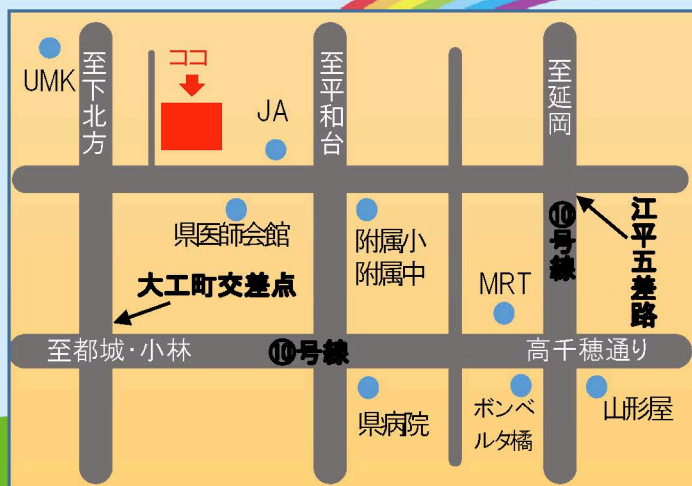 UMK
至下北方
ココ
JA
至平和台
至延岡
県医師会館
附属小
附属中
⑩号線
江平五差路
大工町交差点
MRT
至都城・小林
⑩号線
高千穂通り
県病院
ボンベ
ルタ橘
山形屋